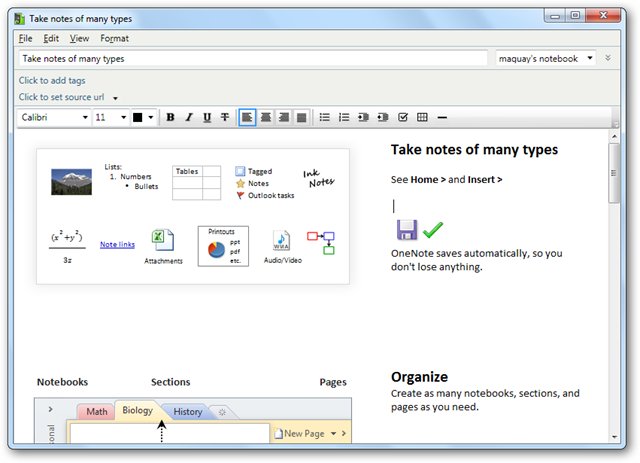 Take notes of many types
File Edit View Format
Take notes of many types maquay's notebook
Click to add tags
Click to set source url
Calibri 11 B I U T
Lists:
1. Numbers
• Bullets
Tables
Tagged
Notes
Outlook tasks
Ink
Notes
(x²+y²)
3z
Note links
Attachments
Printouts
ppt
pdf
etc.
WMA
Audio/Video
Take notes of many types
See Home > and Insert >
OneNote saves automatically, so you
don't lose anything.
Notebooks Sections Pages
Math Biology History
New Page
sonal
Organize
Create as many notebooks, sections, and
pages as you need.